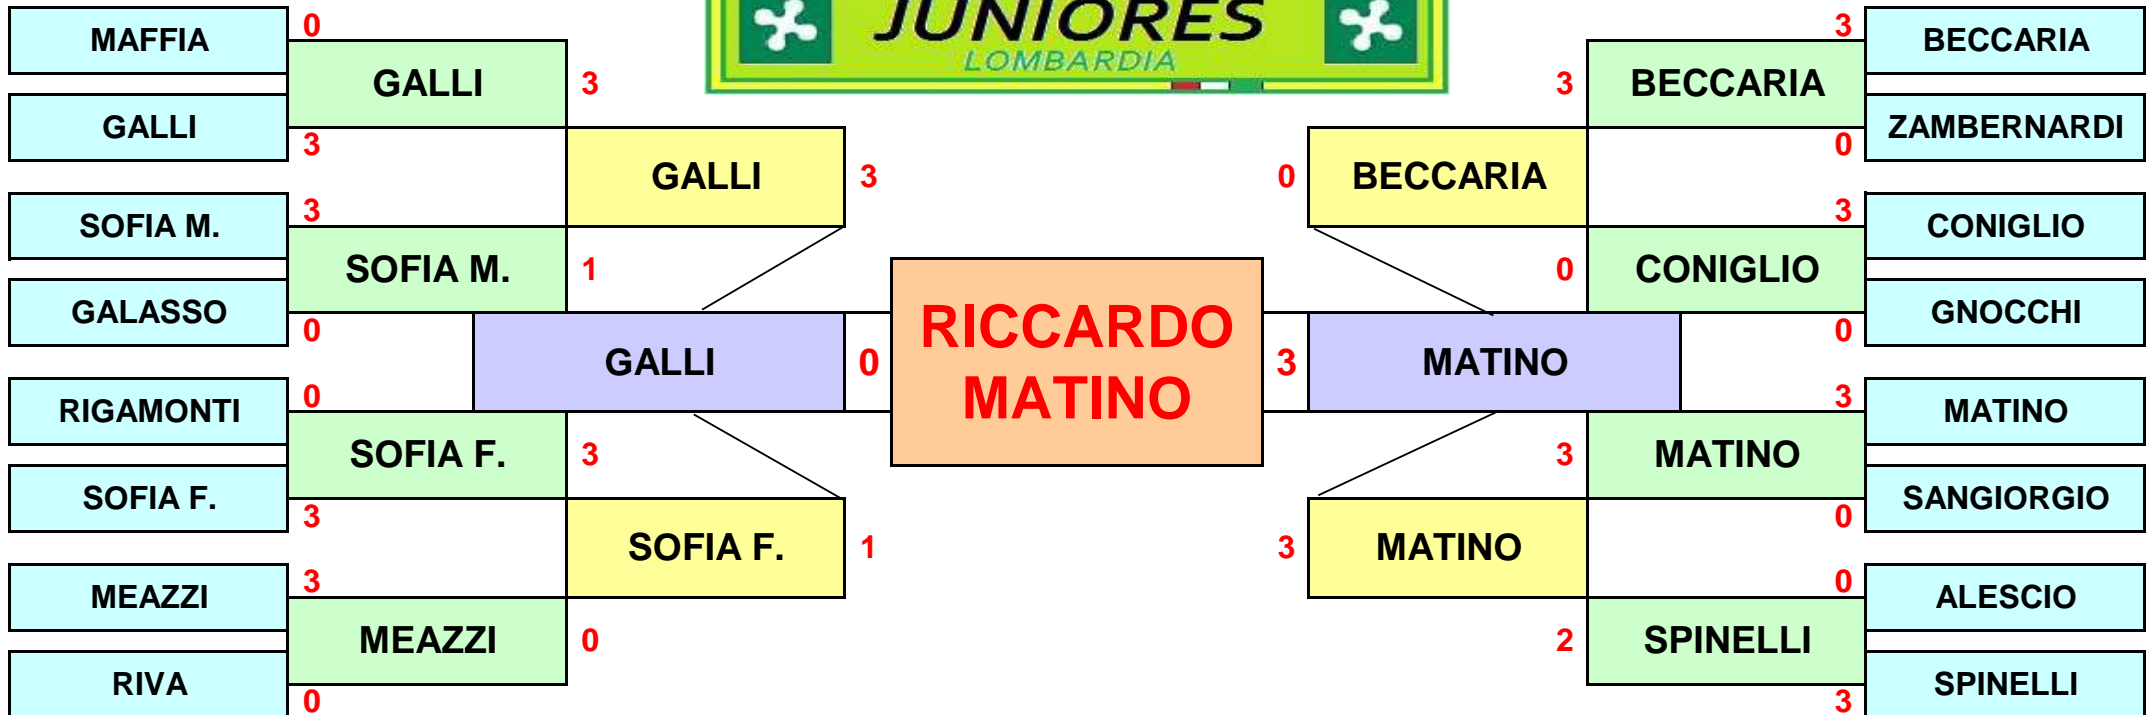 JUNIORES
LOMBARDIA
MAFFIA
0
GALLI
3
GALLI
3
SOFIA M.
3
GALASSO
0
SOFIA M.
1
GALLI
3
RIGAMONTI
0
SOFIA F.
3
SOFIA F.
3
MEAZZI
3
RIVA
0
MEAZZI
0
SOFIA F.
1
GALLI
0
RICCARDO
MATINO
3
MATINO
0
BECCARIA
3
MATINO
3
BECCARIA
0
CONIGLIO
3
MATINO
2
SPINELLI
3
BECCARIA
0
ZAMBERNARDI
3
CONIGLIO
0
GNOCCHI
3
MATINO
0
SANGIORGIO
0
ALESCIO
3
SPINELLI